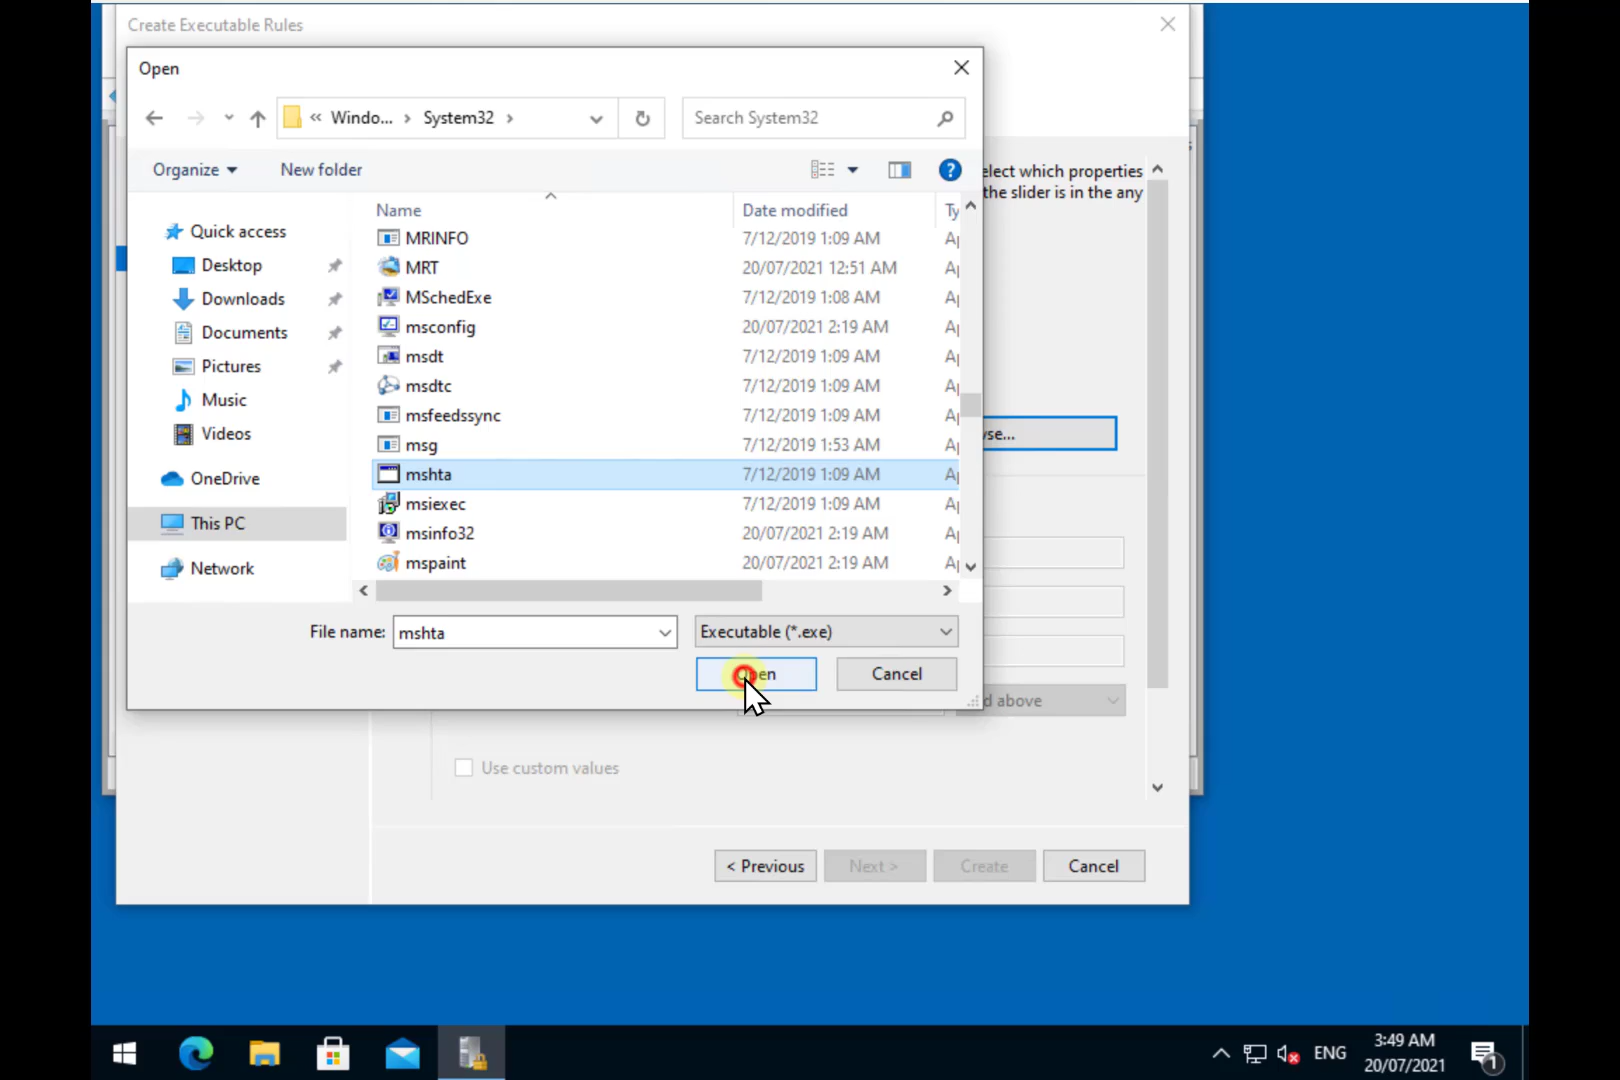 Create Executable Rules
Open
« Windo... › System32 ›
Search System32
Organize
New folder
?
elect which properties
the slider is in the any
Name
Date modified
Quick access
Desktop
Downloads
Documents
Pictures
Music
Videos
OneDrive
This PC
Network
MRINFO 7/12/2019 1:09 AM
MRT 20/07/2021 12:51 AM
MSchedExe 7/12/2019 1:08 AM
msconfig 20/07/2021 2:19 AM
msdt 7/12/2019 1:09 AM
msdtc 7/12/2019 1:09 AM
msfeedssync 7/12/2019 1:09 AM
msg 7/12/2019 1:53 AM
mshta 7/12/2019 1:09 AM
msiexec 7/12/2019 1:09 AM
msinfo32 20/07/2021 2:19 AM
mspaint 20/07/2021 2:19 AM
File name: mshta
Executable (*.exe)
Open
Cancel
d above
Use custom values
< Previous
Next >
Create
Cancel
ENG
3:49 AM
20/07/2021
1